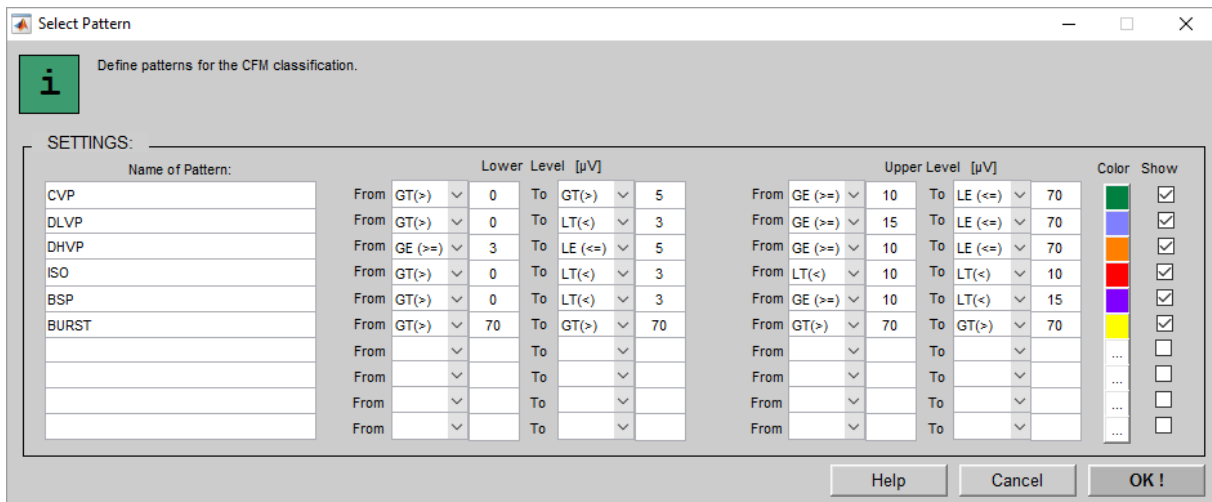 Select Pattern
i
Define patterns for the CFM classification.
SETTINGS:
Name of Pattern: Lower Level [µV] Upper Level [µV] Color Show
CVP From GT(>) 0 To GT(>) 5 From GE (>=) 10 To LE (<=) 70
DLVP From GT(>) 0 To LT(<) 3 From GE (>=) 15 To LE (<=) 70
DHVP From GE (>=) 3 To LE (<=) 5 From GE (>=) 10 To LE (<=) 70
ISO From GT(>) 0 To LT(<) 3 From LT(<) 10 To LT(<) 10
BSP From GT(>) 0 To LT(<) 3 From GE (>=) 10 To LT(<) 15
BURST From GT(>) 70 To GT(>) 70 From GT(>) 70 To GT(>) 70
From To From To ...
From To From To ...
From To From To ...
From To From To ...
Help Cancel OK !